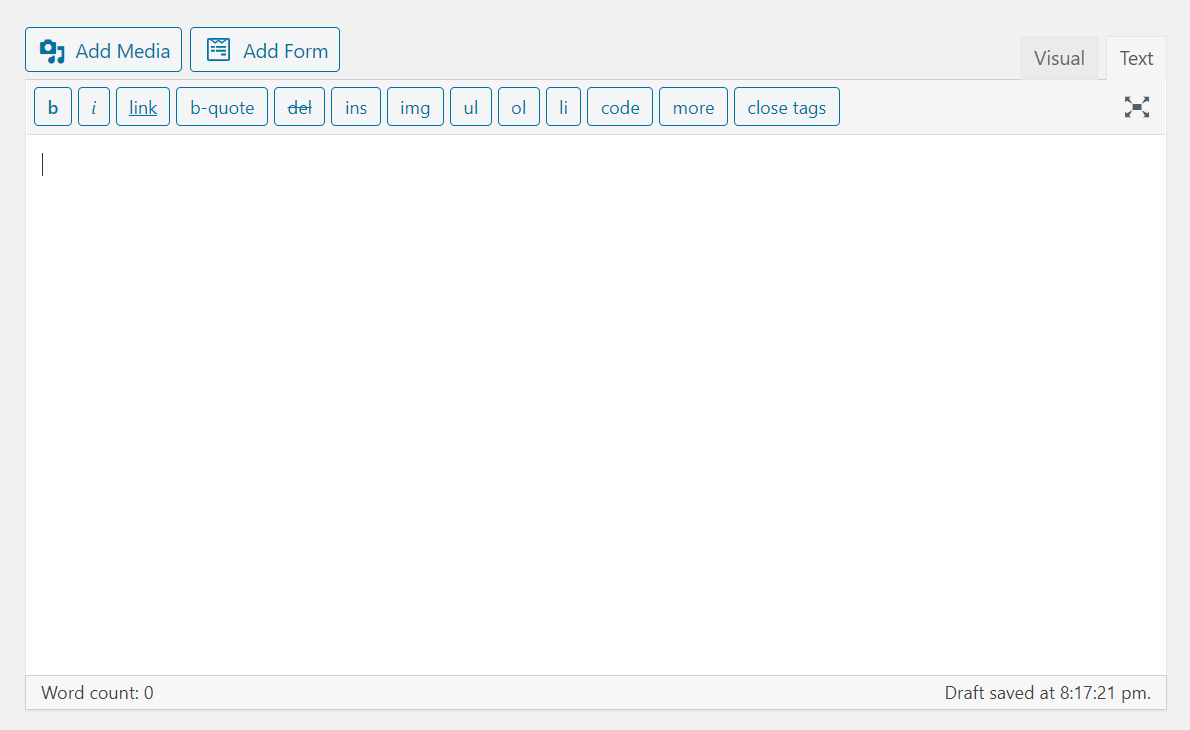 Add Media Add Form
Visual Text
b i link b-quote del ins img ul ol li code more close tags
Word count: 0 Draft saved at 8:17:21 pm.